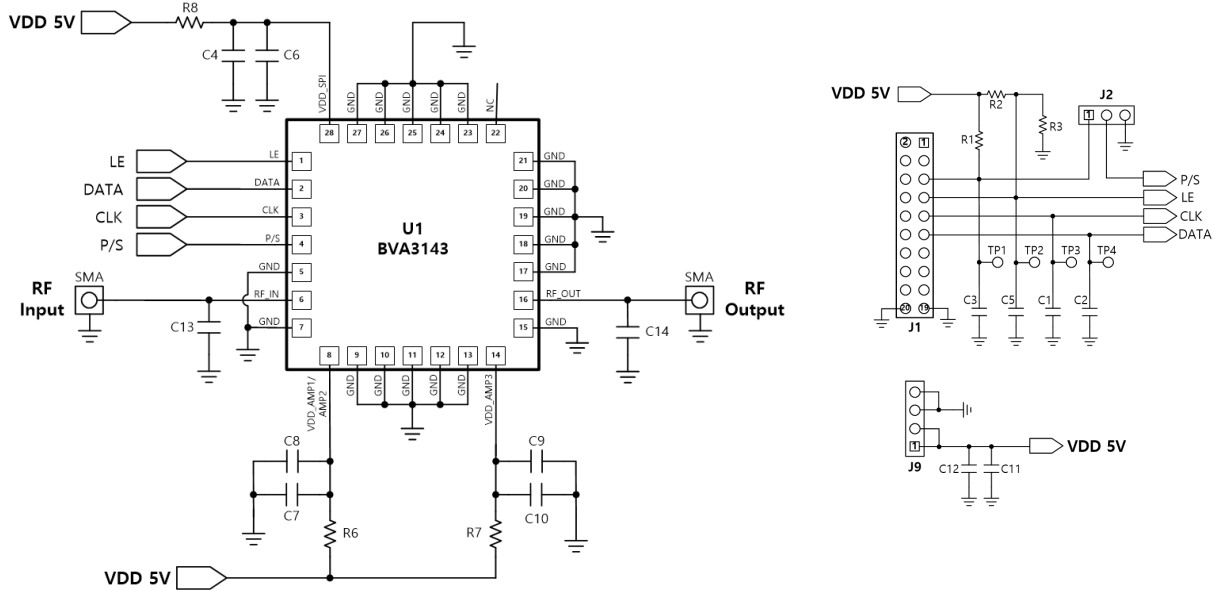 VDD 5V
R8
C4
C6
VDD_SPI
GND
GND
GND
GND
GND
NC
28
27
26
25
24
23
22
LE
DATA
CLK
P/S
LE
DATA
CLK
P/S
GND
RF_IN
GND
1
2
3
4
5
6
7
U1
BVA3143
21
20
19
18
17
16
15
GND
GND
GND
GND
GND
RF_OUT
GND
SMA
RF
Input
C13
SMA
RF
Output
C14
8
9
10
11
12
13
14
VDD_AMP1/
AMP2
GND
GND
GND
GND
GND
VDD_AMP3
C8
C7
R6
C9
C10
R7
VDD 5V
VDD 5V
R2
R1
R3
J2
1
2
1
P/S
LE
CLK
DATA
TP1
TP2
TP3
TP4
C3
C5
C1
C2
20
19
J1
1
J9
C12
C11
VDD 5V